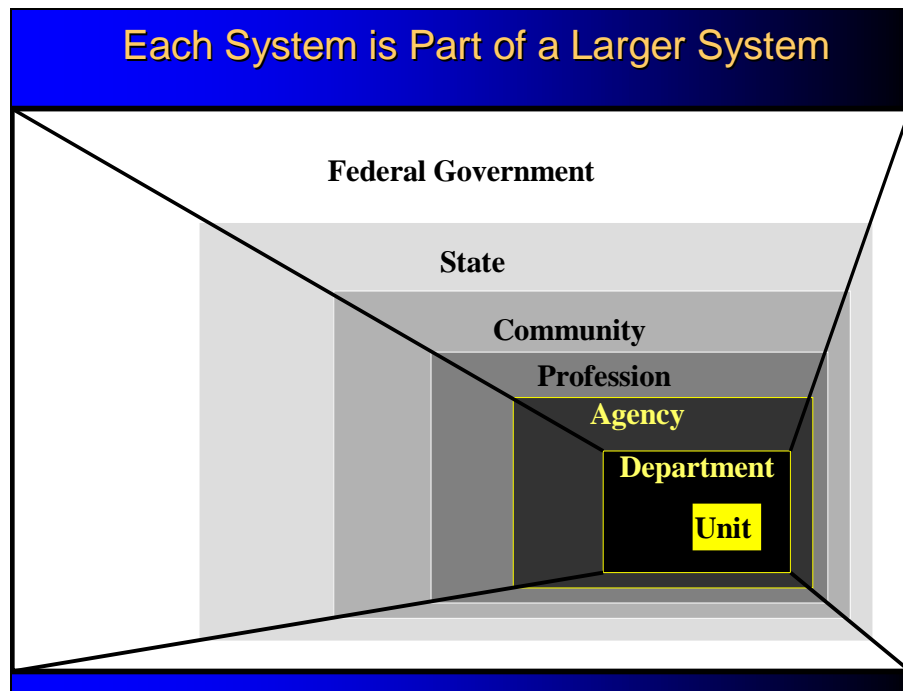 Each System is Part of a Larger System
Federal Government
State
Community
Profession
Agency
Department
Unit